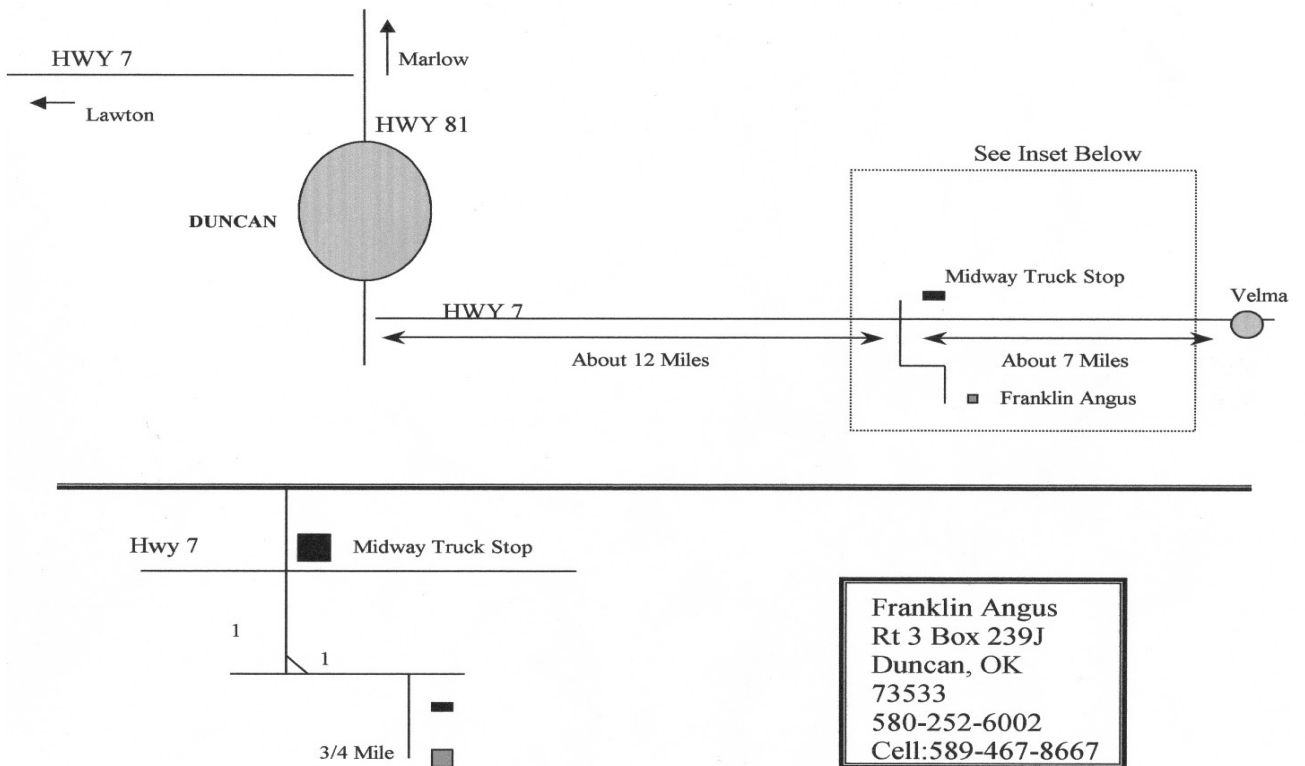 HWY 7
Marlow
Lawton
HWY 81
See Inset Below
DUNCAN
Midway Truck Stop
Velma
HWY 7
About 12 Miles
About 7 Miles
Franklin Angus
Hwy 7
Midway Truck Stop
1
1
3/4 Mile
Franklin Angus
Rt 3 Box 239J
Duncan, OK
73533
580-252-6002
Cell:589-467-8667